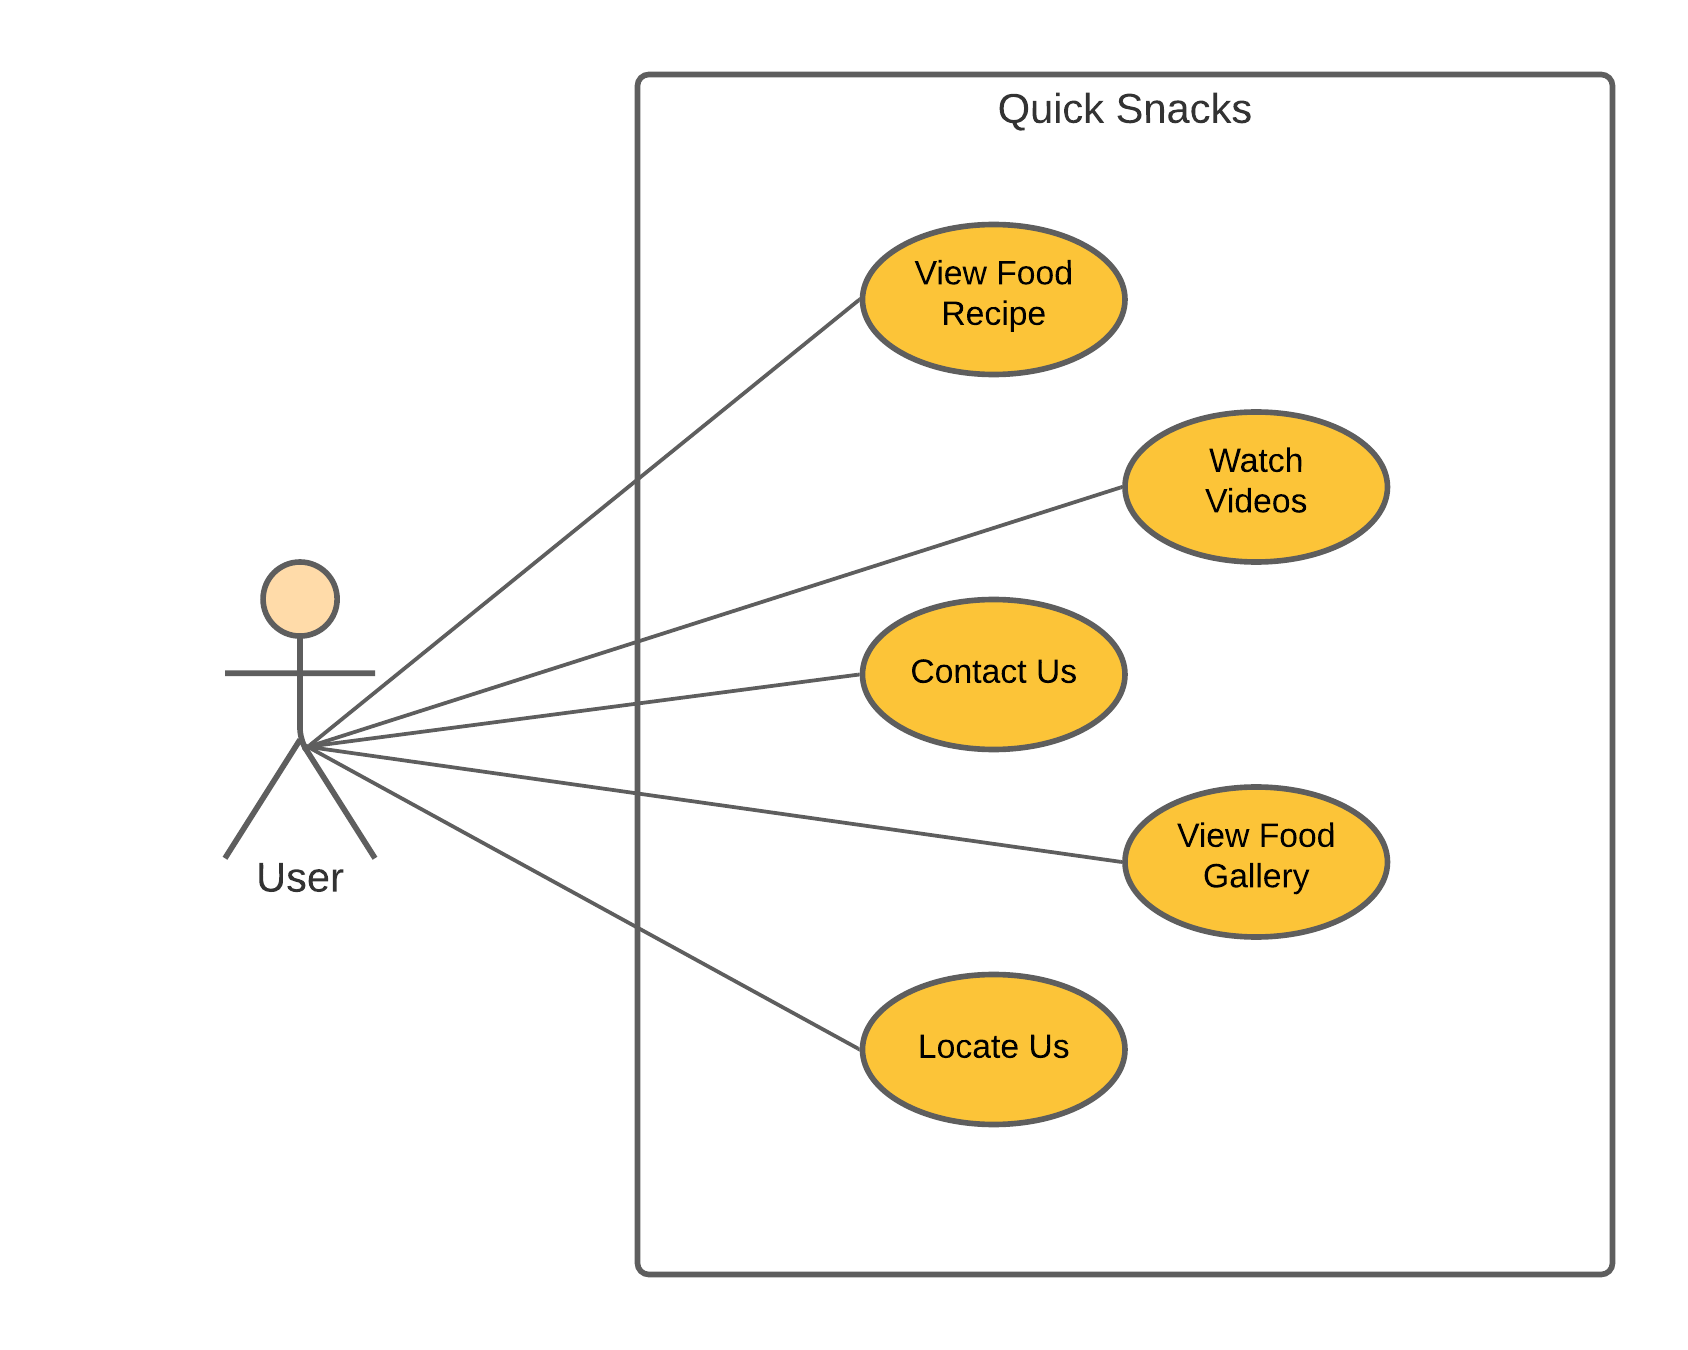 Quick Snacks
View Food
Recipe
Watch
Videos
Contact Us
View Food
Gallery
User
Locate Us